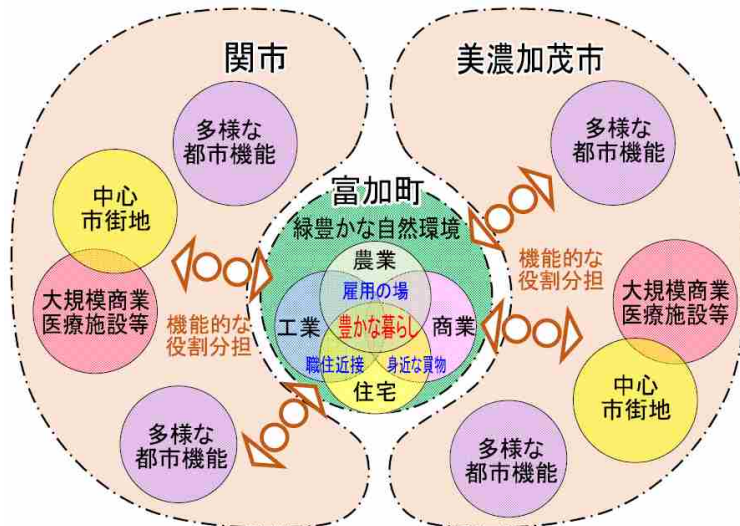 関市
多様な
都市機能
中心
市街地
大規模商業
医療施設等
機能的な
役割分担
多様な
都市機能
富加町
緑豊かな自然環境
農業
雇用の場
工業
豊かな暮らし
商業
職住近接
身近な買物
住宅
美濃加茂市
多様な
都市機能
機能的な
役割分担
大規模商業
医療施設等
中心
市街地
多様な
都市機能